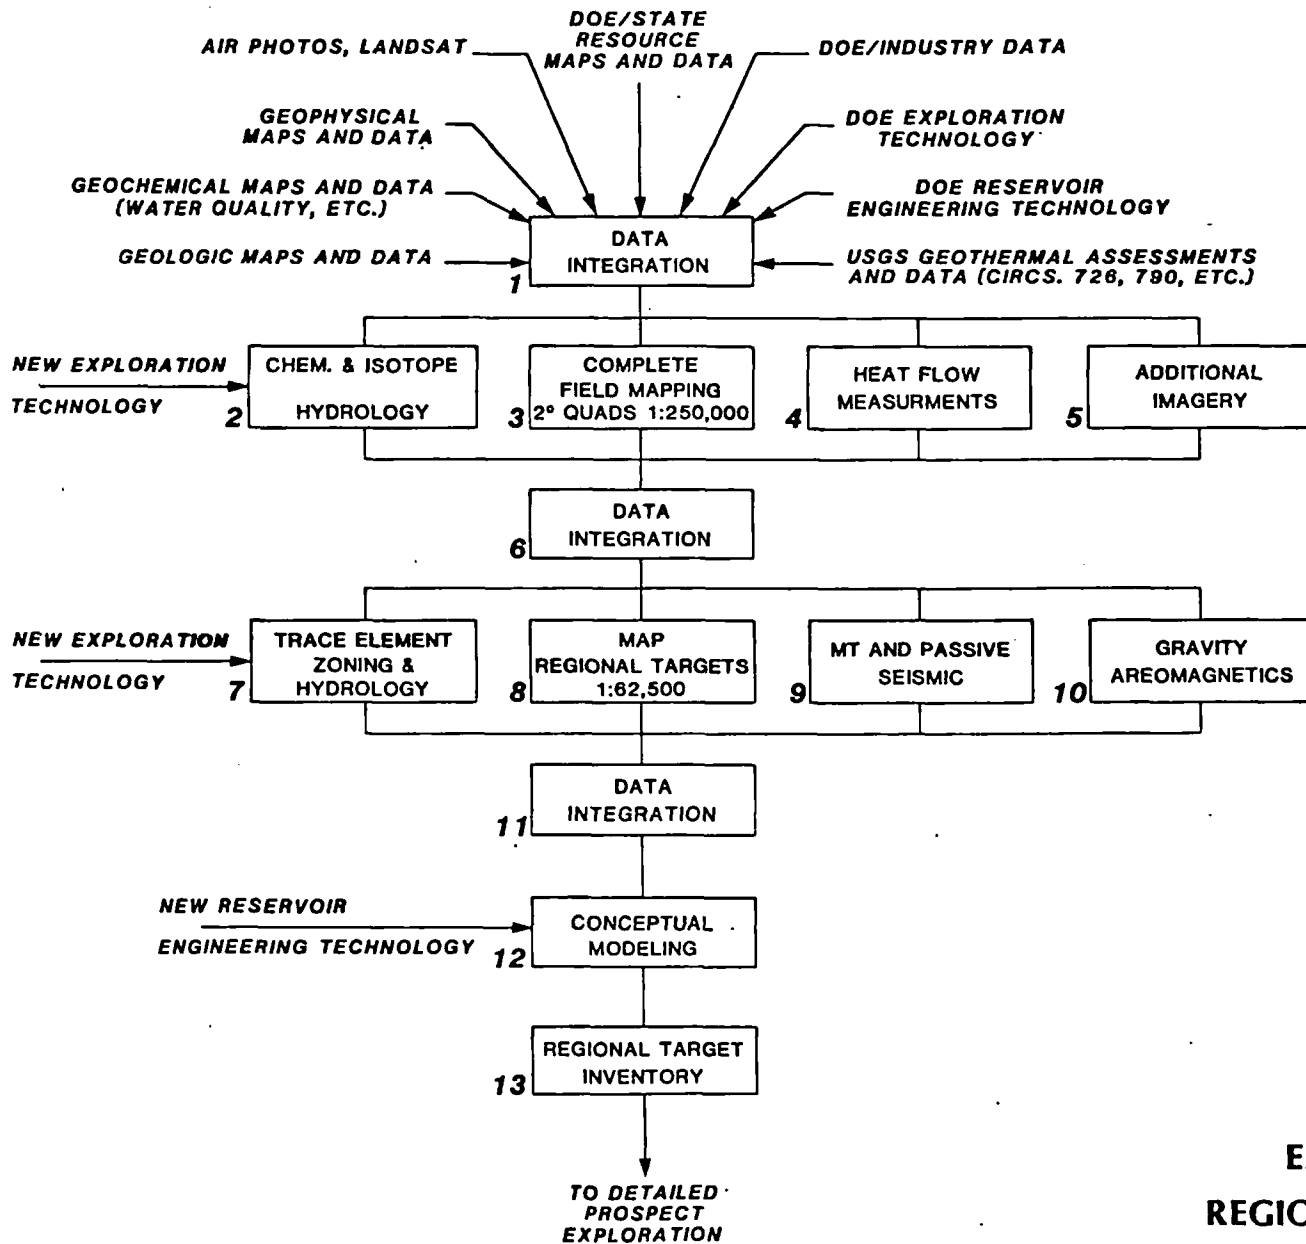 DOE/STATE
RESOURCE
MAPS AND DATA
AIR PHOTOS, LANDSAT
DOE/INDUSTRY DATA
GEOPHYSICAL
MAPS AND DATA
DOE EXPLORATION
TECHNOLOGY
GEOCHEMICAL MAPS AND DATA
(WATER QUALITY, ETC.)
DOE RESERVOIR
ENGINEERING TECHNOLOGY
GEOLOGIC MAPS AND DATA
USGS GEOTHERMAL ASSESSMENTS
AND DATA (CIRCS. 726, 790, ETC.)
DATA
INTEGRATION
1
NEW EXPLORATION
TECHNOLOGY
CHEM. & ISOTOPE
HYDROLOGY
2
COMPLETE
FIELD MAPPING
2º QUADS 1:250,000
3
HEAT FLOW
MEASURMENTS
4
ADDITIONAL
IMAGERY
5
DATA
INTEGRATION
6
NEW EXPLORATION
TECHNOLOGY
TRACE ELEMENT
ZONING &
HYDROLOGY
7
MAP
REGIONAL TARGETS
1:62,500
8
MT AND PASSIVE
SEISMIC
9
GRAVITY
AREOMAGNETICS
10
DATA
INTEGRATION
11
NEW RESERVOIR
ENGINEERING TECHNOLOGY
CONCEPTUAL
MODELING
12
REGIONAL TARGET
INVENTORY
13
TO DETAILED
PROSPECT
EXPLORATION